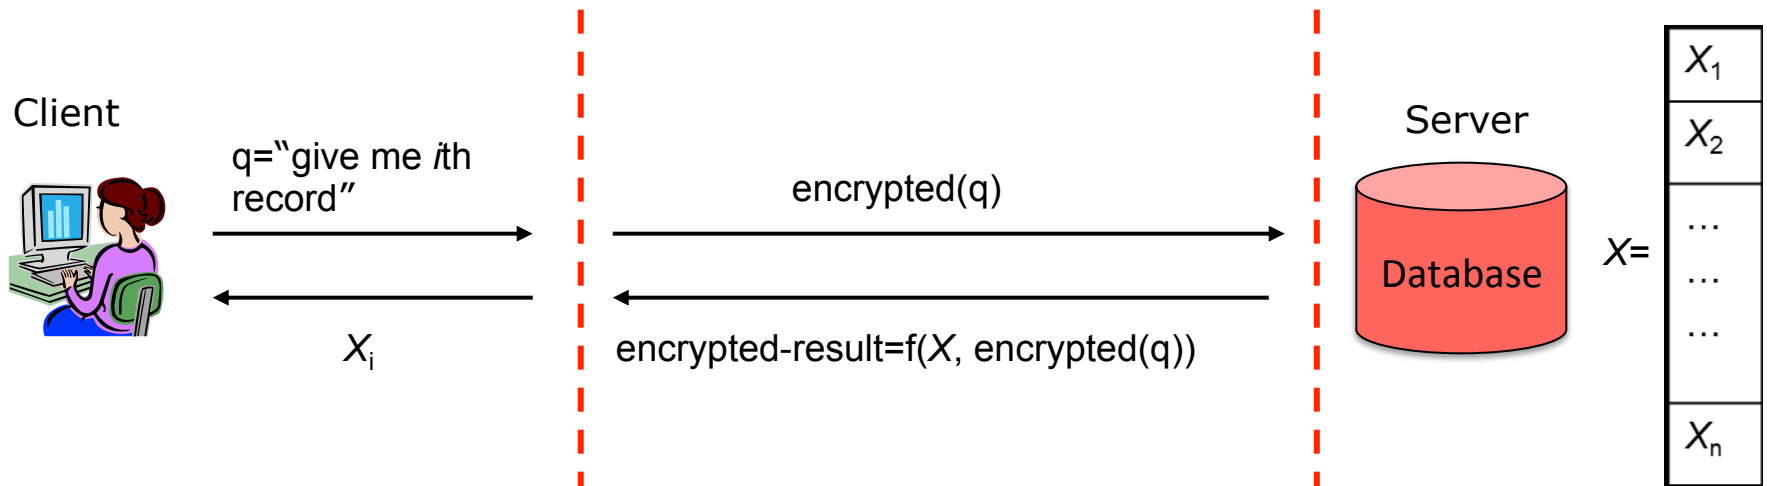 Client
q=“give me ith
record”
X₁
Server
X₂
encrypted(q)
...
Database
X=
...
Xᵢ
encrypted-result=f(X, encrypted(q))
...
Xₙ